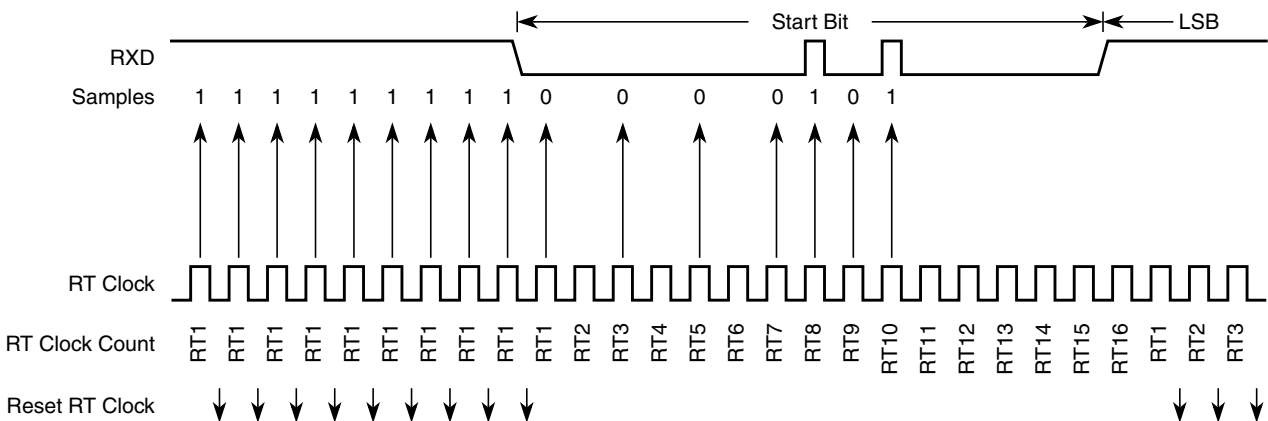 Start Bit LSB
RXD
Samples 1 1 1 1 1 1 1 1 1 0 0 0 0 1 0 1
RT Clock
RT Clock Count RT1 RT1 RT1 RT1 RT1 RT1 RT1 RT1 RT1 RT1 RT2 RT3 RT4 RT5 RT6 RT7 RT8 RT9 RT10 RT11 RT12 RT13 RT14 RT15 RT16 RT1 RT2 RT3
Reset RT Clock